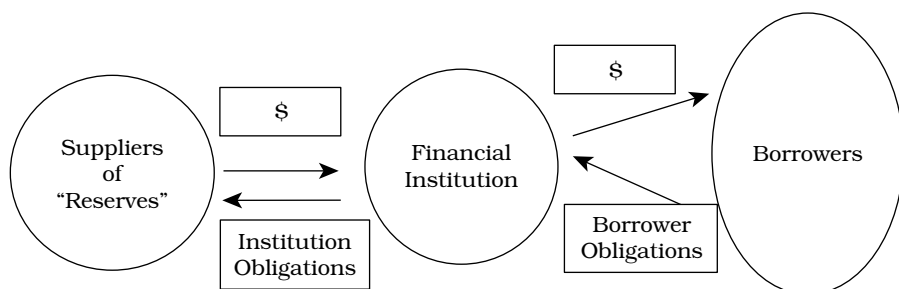 $
$
Suppliers
of
“Reserves”
Financial
Institution
Borrowers
Institution
Obligations
Borrower
Obligations